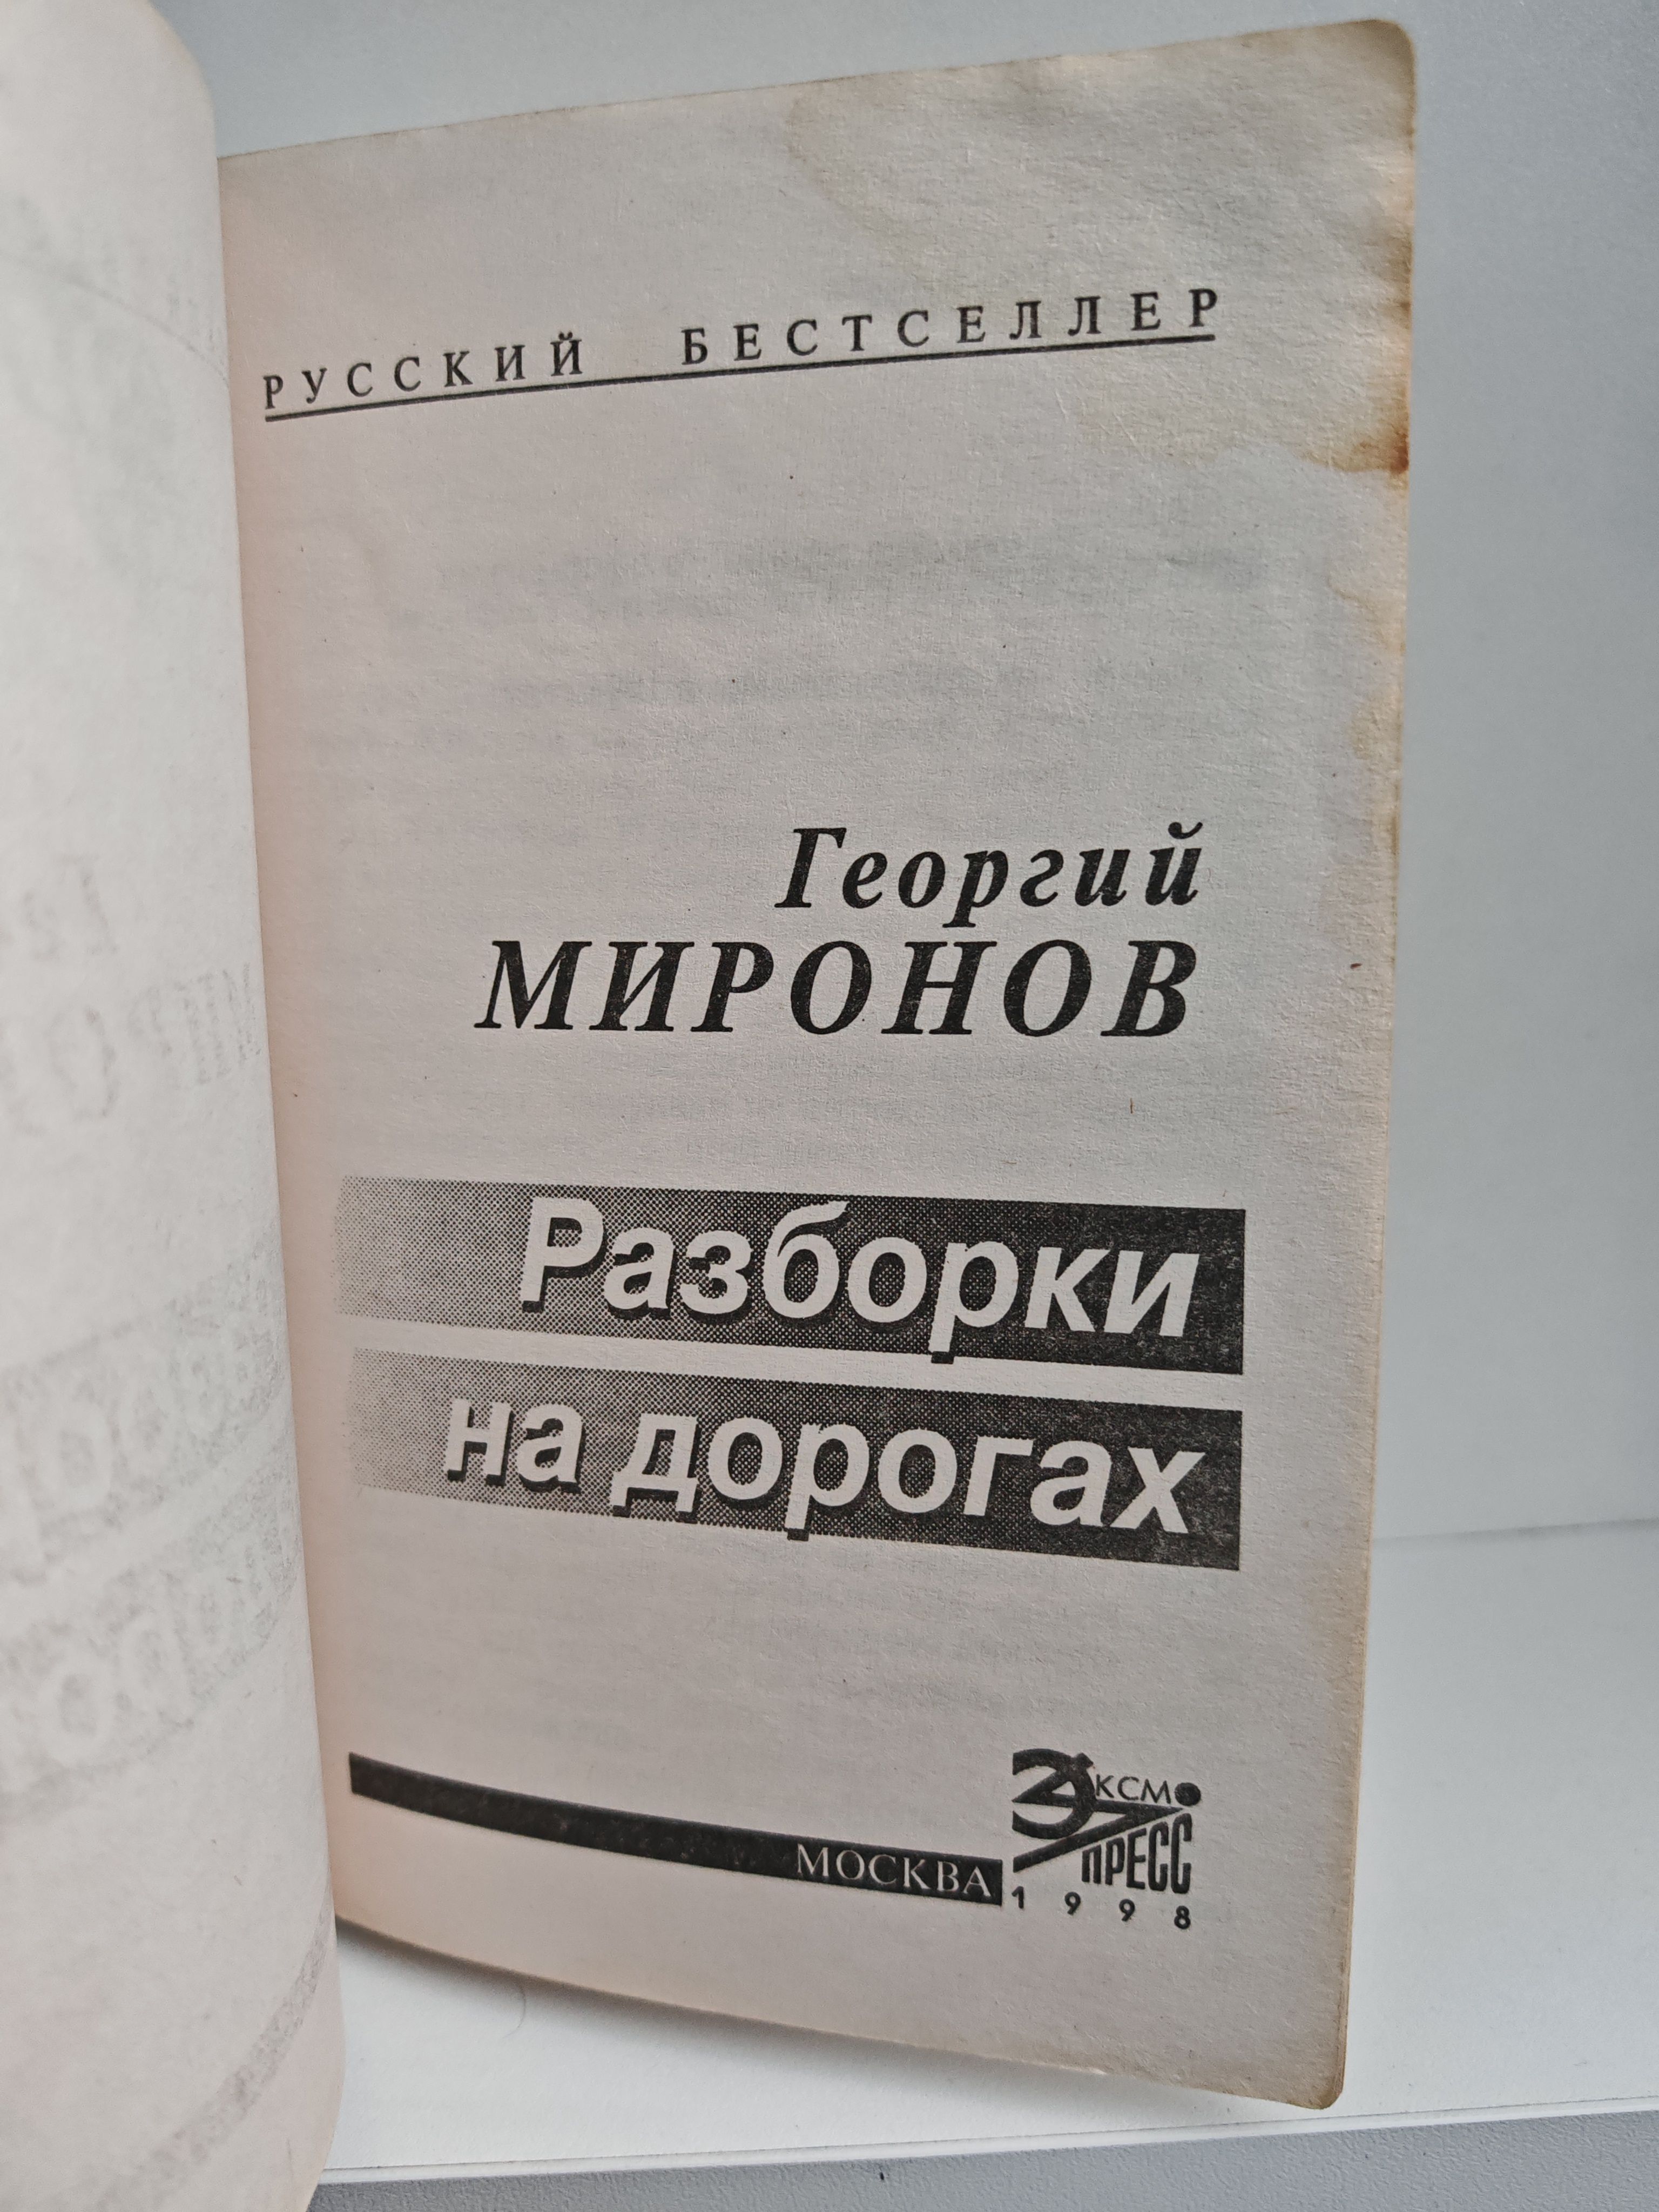 РУССКИЙ БЕСТСЕЛЛЕР
Георгий
МИРОНОВ
Разборки
на дорогах
МОСКВА
ЭКСМО
ПРЕСС
1998